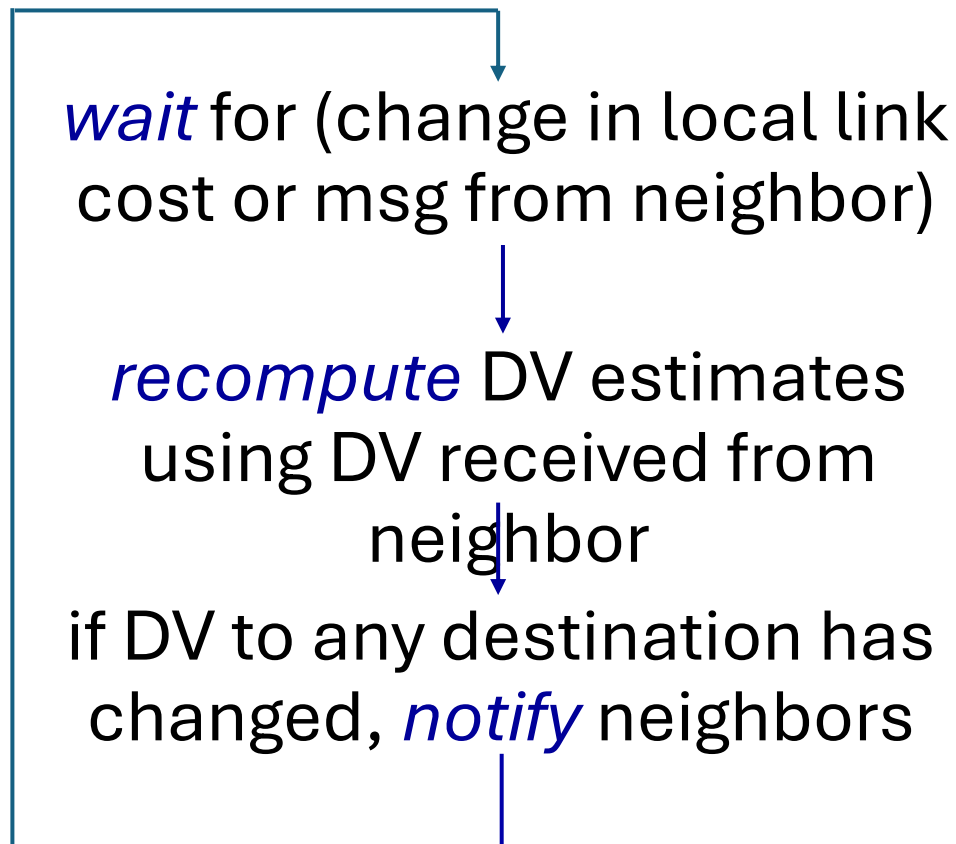 wait for (change in local link
cost or msg from neighbor)
recompute DV estimates
using DV received from
neighbor
if DV to any destination has
changed, notify neighbors